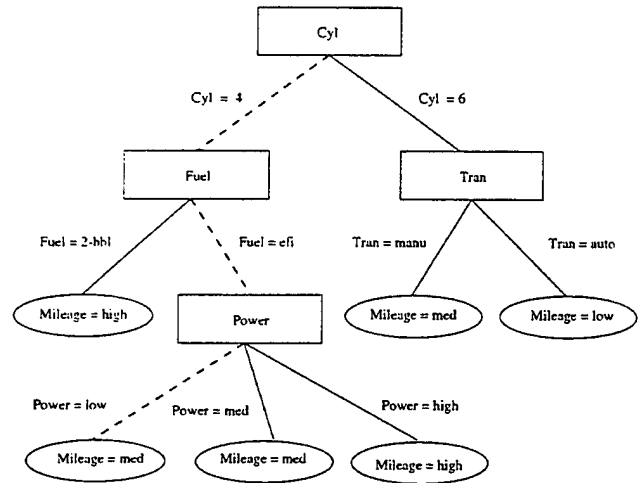 Cyl
Cyl = 4
Cyl = 6
Fuel
Tran
Fuel = 2-bbl
Fuel = efi
Tran = manu
Tran = auto
Mileage = high
Power
Mileage = med
Mileage = low
Power = low
Power = med
Power = high
Mileage = med
Mileage = med
Mileage = high